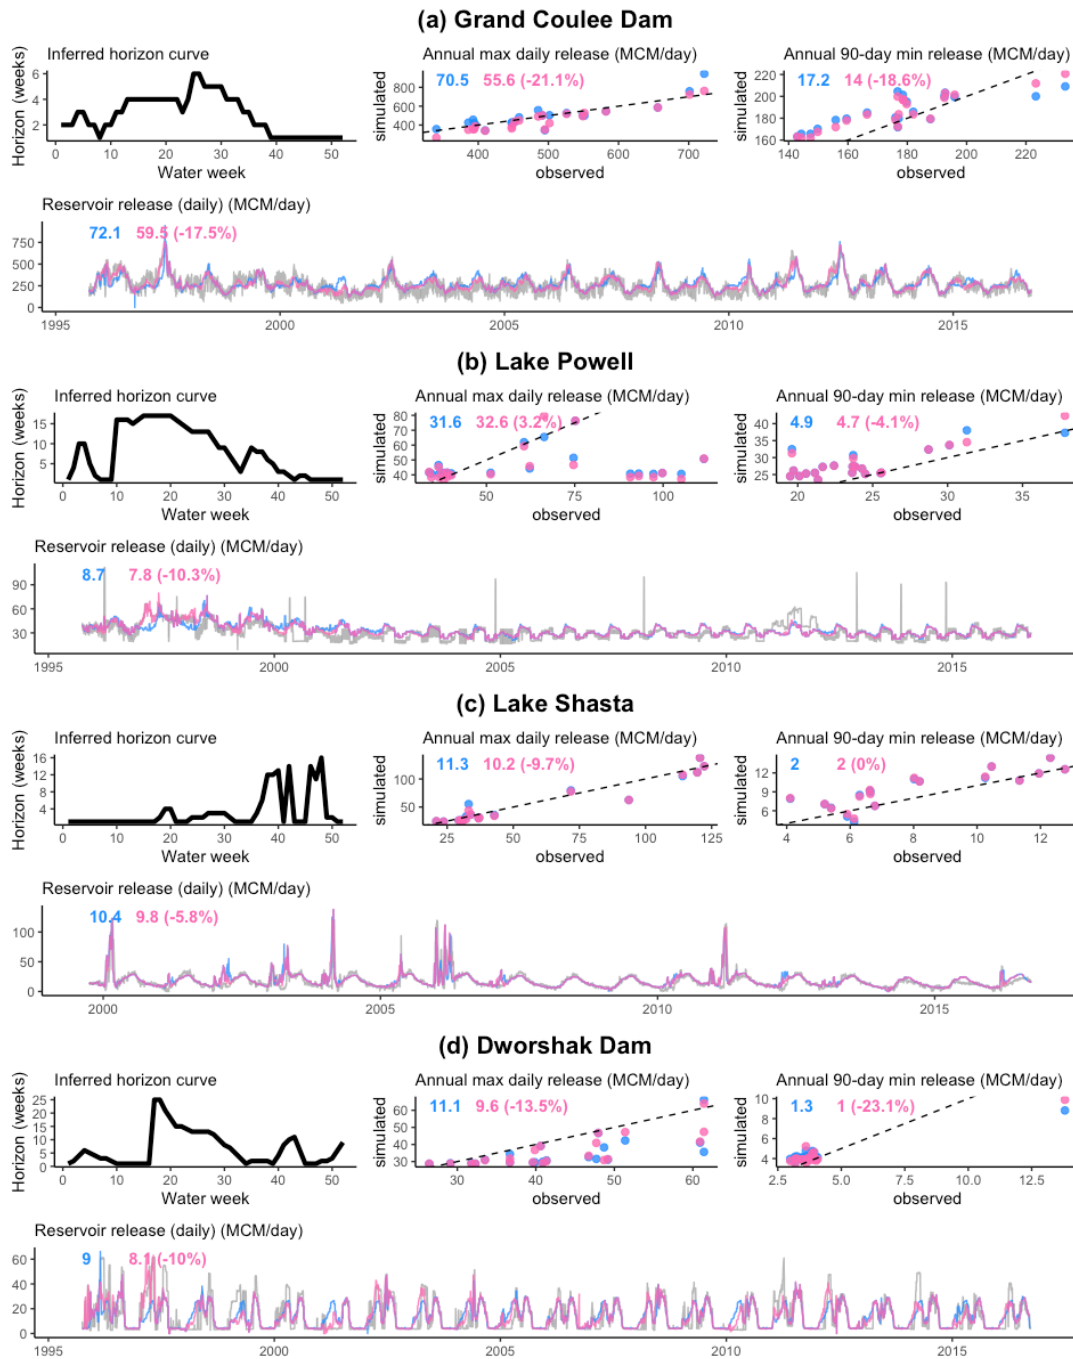 (a) Grand Coulee Dam
Inferred horizon curve
Annual max daily release (MCM/day)
Annual 90-day min release (MCM/day)
Horizon (weeks)
6
4
2
0 10 20 30 40 50
Water week
simulated
800
600
400
70.5 55.6 (-21.1%)
400 500 600 700
observed
simulated
220
200
180
160
17.2 14 (-18.6%)
140 160 180 200 220
observed
Reservoir release (daily) (MCM/day)
72.1 59.5 (-17.5%)
750
500
250
0
1995 2000 2005 2010 2015
(b) Lake Powell
Inferred horizon curve
Annual max daily release (MCM/day)
Annual 90-day min release (MCM/day)
Horizon (weeks)
15
10
5
0 10 20 30 40 50
Water week
simulated
80
70
60
50
40
31.6 32.6 (3.2%)
50 75 100
observed
simulated
40
35
30
25
4.9 4.7 (-4.1%)
20 25 30 35
observed
Reservoir release (daily) (MCM/day)
8.7 7.8 (-10.3%)
90
60
30
1995 2000 2005 2010 2015
(c) Lake Shasta
Inferred horizon curve
Annual max daily release (MCM/day)
Annual 90-day min release (MCM/day)
Horizon (weeks)
16
12
8
4
0 10 20 30 40 50
Water week
simulated
100
50
11.3 10.2 (-9.7%)
25 50 75 100 125
observed
simulated
12
9
6
2 2 (0%)
4 6 8 10 12
observed
Reservoir release (daily) (MCM/day)
10.4 9.8 (-5.8%)
100
50
0
2000 2005 2010 2015
(d) Dworshak Dam
Inferred horizon curve
Annual max daily release (MCM/day)
Annual 90-day min release (MCM/day)
Horizon (weeks)
25
20
15
10
5
0
0 10 20 30 40 50
Water week
simulated
60
50
40
30
11.1 9.6 (-13.5%)
30 40 50 60
observed
simulated
10
8
6
4
1.3 1 (-23.1%)
2.5 5.0 7.5 10.0 12.5
observed
Reservoir release (daily) (MCM/day)
9 8.1 (-10%)
60
40
20
0
1995 2000 2005 2010 2015